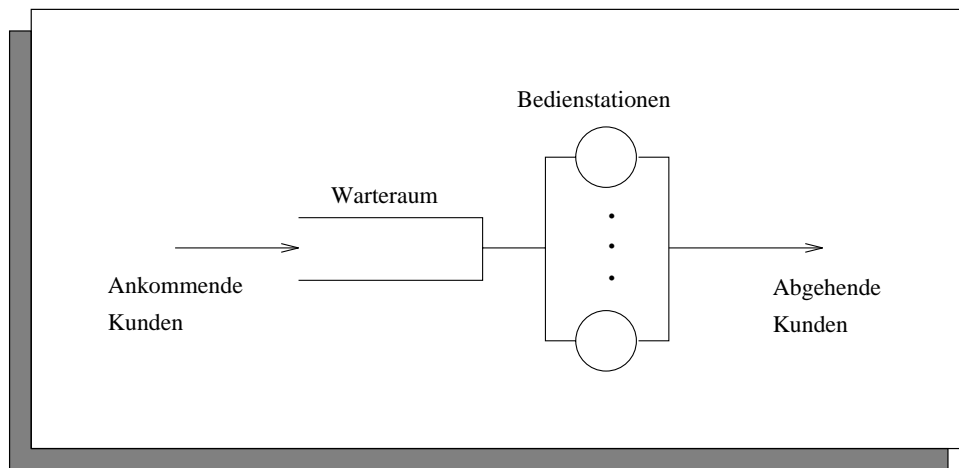 Bedienstationen
Warteraum
Ankommende
Kunden
Abgehende
Kunden